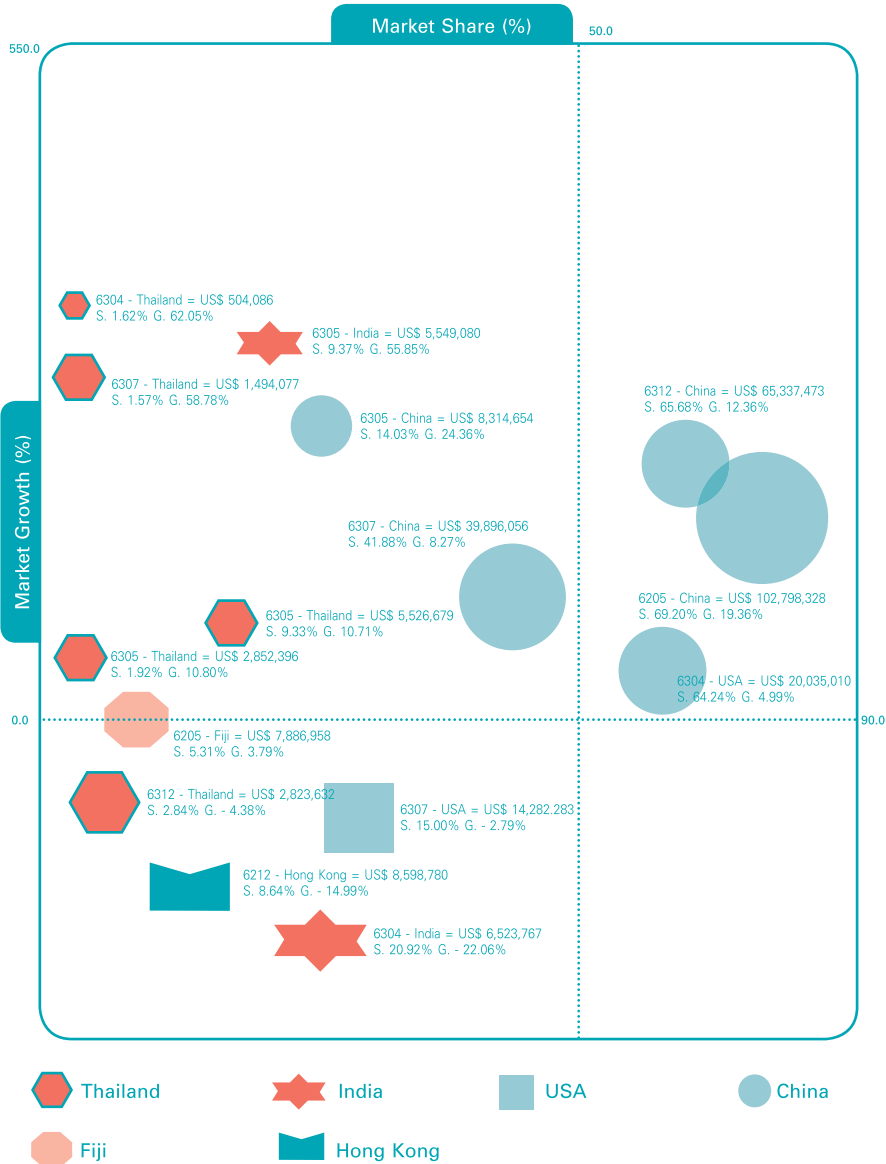 Market Share (%)
50.0
550.0
6304 - Thailand = US$ 504,086
S. 1.62% G. 62.05%
6305 - India = US$ 5,549,080
S. 9.37% G. 55.85%
6307 - Thailand = US$ 1,494,077
S. 1.57% G. 58.78%
6312 - China = US$ 65,337,473
S. 65.68% G. 12.36%
6305 - China = US$ 8,314,654
S. 14.03% G. 24.36%
Market Growth (%)
6307 - China = US$ 39,896,056
S. 41.88% G. 8.27%
6205 - China = US$ 102,798,328
S. 69.20% G. 19.36%
6305 - Thailand = US$ 5,526,679
S. 9.33% G. 10.71%
6305 - Thailand = US$ 2,852,396
S. 1.92% G. 10.80%
6304 - USA = US$ 20,035,010
S. 64.24% G. 4.99%
0.0
90.0
6205 - Fiji = US$ 7,886,958
S. 5.31% G. 3.79%
6312 - Thailand = US$ 2,823,632
S. 2.84% G. - 4.38%
6307 - USA = US$ 14,282.283
S. 15.00% G. - 2.79%
6212 - Hong Kong = US$ 8,598,780
S. 8.64% G. - 14.99%
6304 - India = US$ 6,523,767
S. 20.92% G. - 22.06%
Thailand
India
USA
China
Fiji
Hong Kong